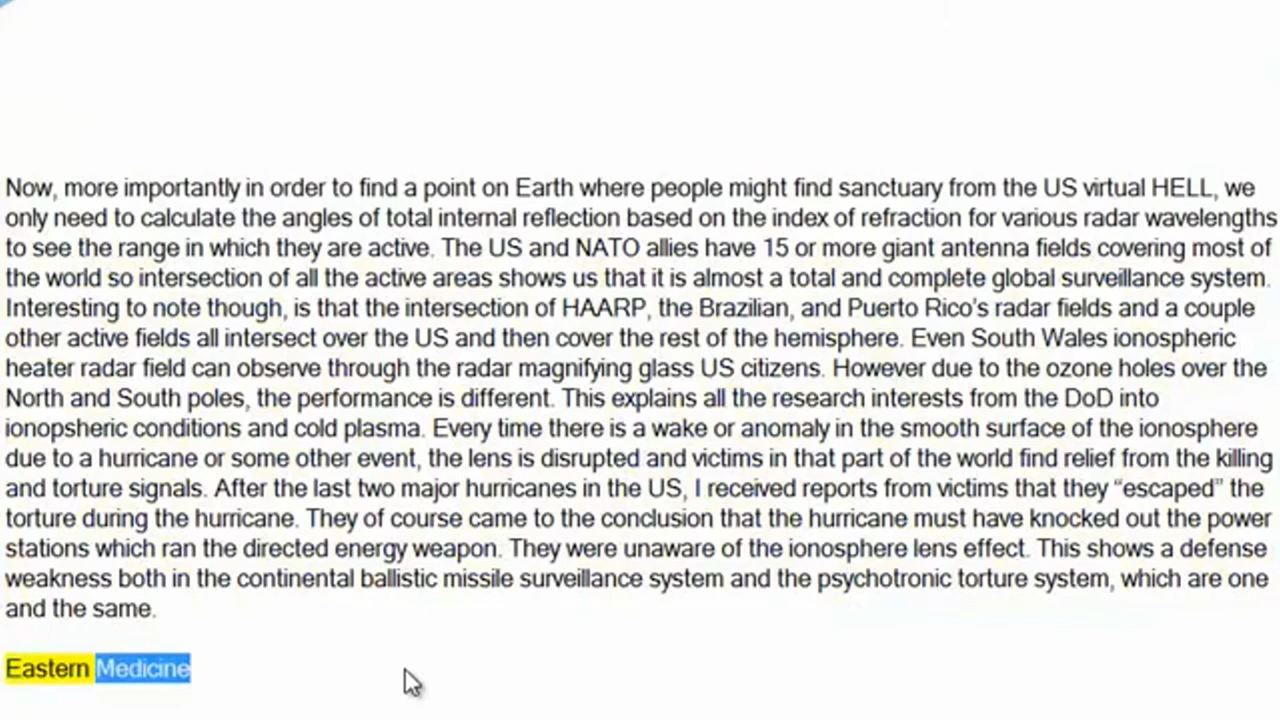 Now, more importantly in order to find a point on Earth where people might find sanctuary from the US virtual HELL, we
only need to calculate the angles of total internal reflection based on the index of refraction for various radar wavelengths
to see the range in which they are active. The US and NATO allies have 15 or more giant antenna fields covering most of
the world so intersection of all the active areas shows us that it is almost a total and complete global surveillance system.
Interesting to note though, is that the intersection of HAARP, the Brazilian, and Puerto Rico's radar fields and a couple
other active fields all intersect over the US and then cover the rest of the hemisphere. Even South Wales ionospheric
heater radar field can observe through the radar magnifying glass US citizens. However due to the ozone holes over the
North and South poles, the performance is different. This explains all the research interests from the DoD into
ionopsheric conditions and cold plasma. Every time there is a wake or anomaly in the smooth surface of the ionosphere
due to a hurricane or some other event, the lens is disrupted and victims in that part of the world find relief from the killing
and torture signals. After the last two major hurricanes in the US, I received reports from victims that they “escaped” the
torture during the hurricane. They of course came to the conclusion that the hurricane must have knocked out the power
stations which ran the directed energy weapon. They were unaware of the ionosphere lens effect. This shows a defense
weakness both in the continental ballistic missile surveillance system and the psychotronic torture system, which are one
and the same.
Eastern Medicine